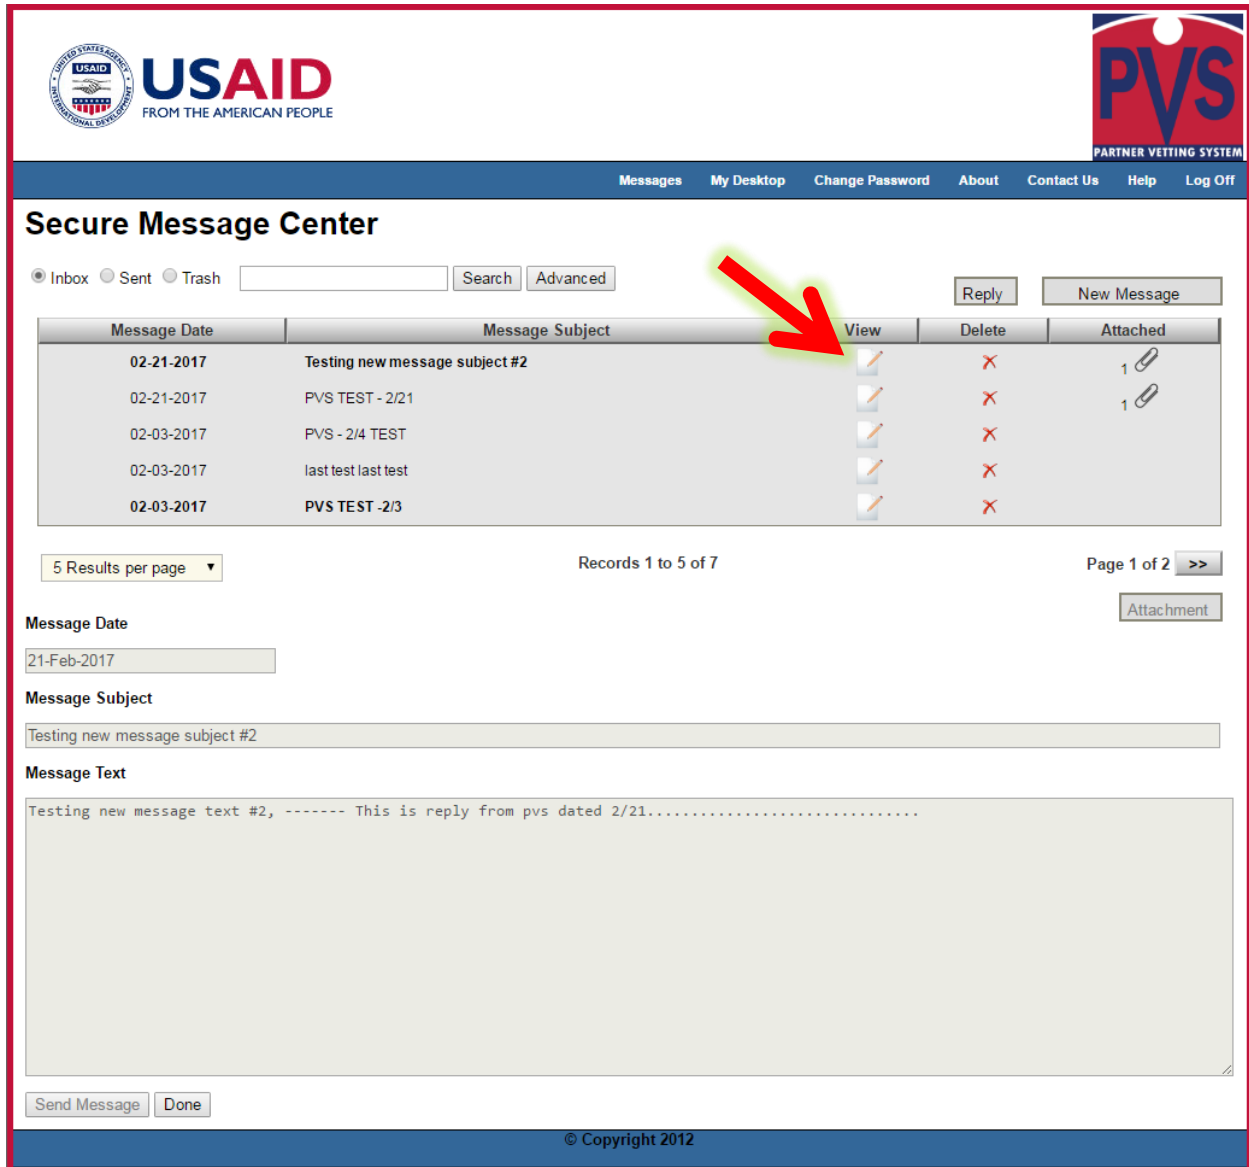 UNITED STATES AGENCY
USAID
INTERNATIONAL DEVELOPMENT
USAID
FROM THE AMERICAN PEOPLE
PVS
PARTNER VETTING SYSTEM
Messages My Desktop Change Password About Contact Us Help Log Off
Secure Message Center
Inbox Sent Trash Search Advanced
Reply New Message
Message Date Message Subject View Delete Attached
02-21-2017 Testing new message subject #2 1
02-21-2017 PVS TEST - 2/21 1
02-03-2017 PVS - 2/4 TEST
02-03-2017 last test last test
02-03-2017 PVS TEST -2/3
5 Results per page Records 1 to 5 of 7 Page 1 of 2 >>
Attachment
Message Date
21-Feb-2017
Message Subject
Testing new message subject #2
Message Text
Testing new message text #2, ------- This is reply from pvs dated 2/21...............................
Send Message Done
© Copyright 2012